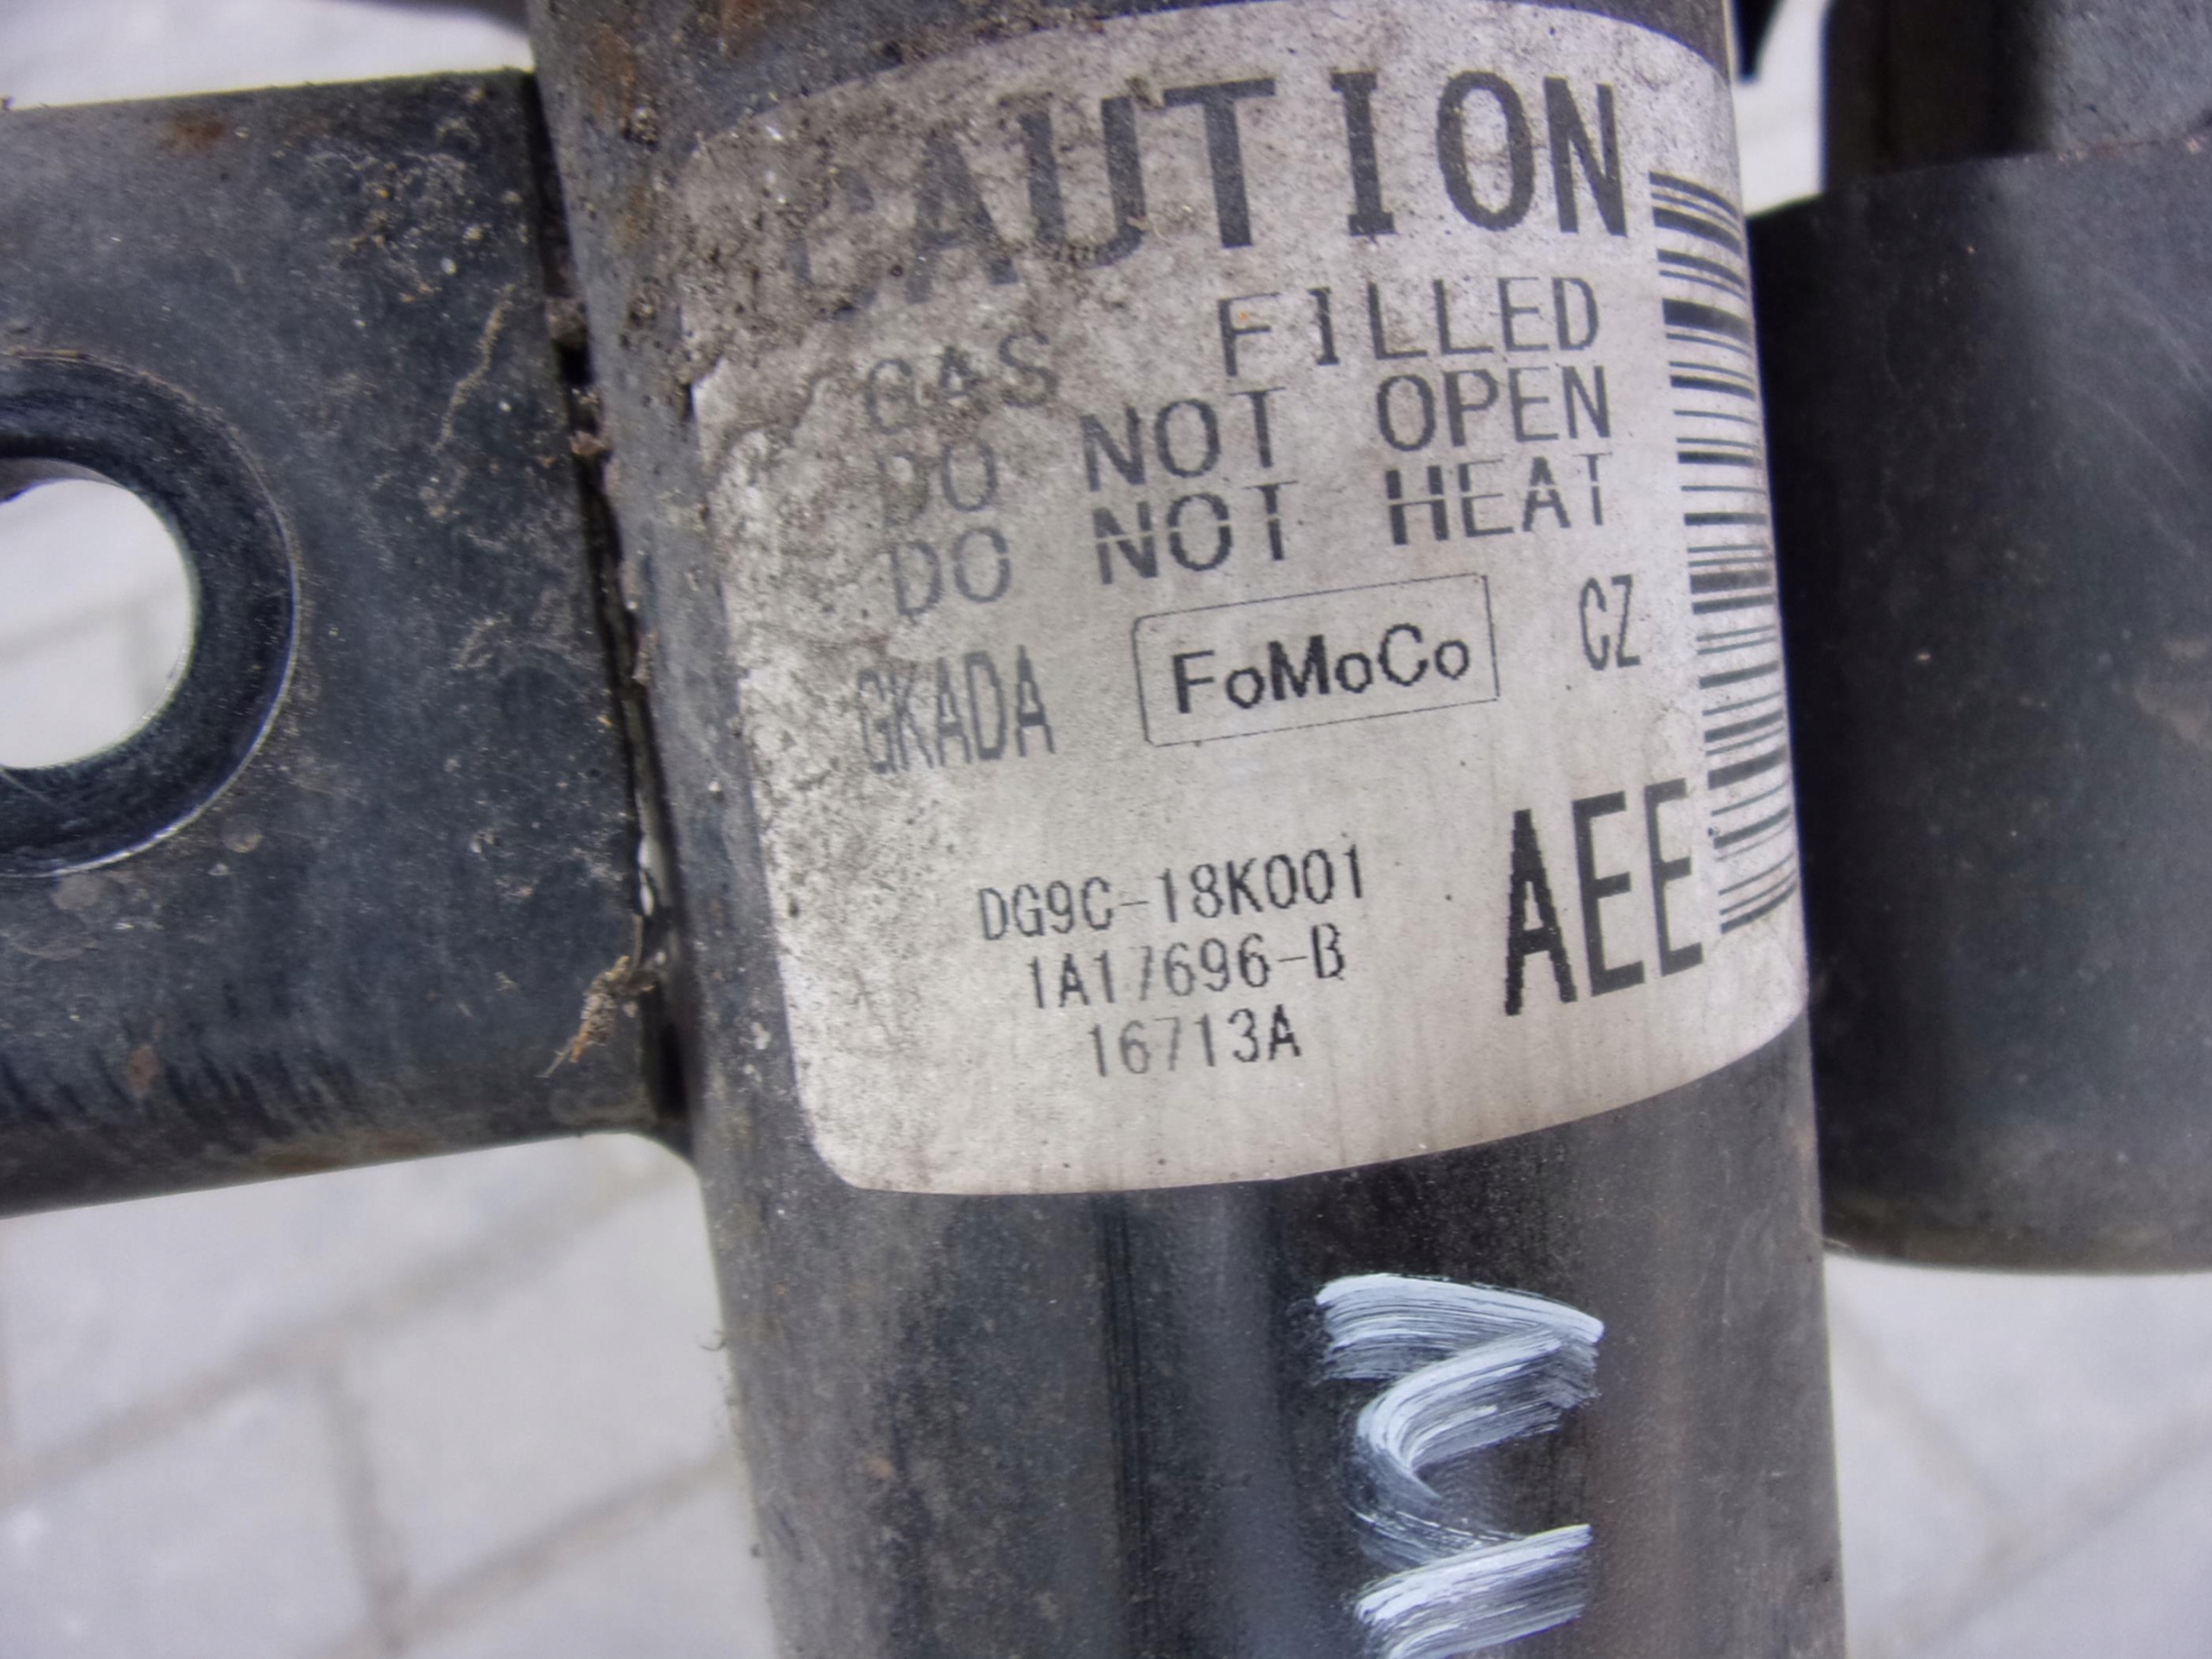 CAUTION
GAS FILLED
DO NOT OPEN
DO NOT HEAT
GKADA FoMoCo CZ
DG9C-18K001 AEE
1A17696-B
16713A